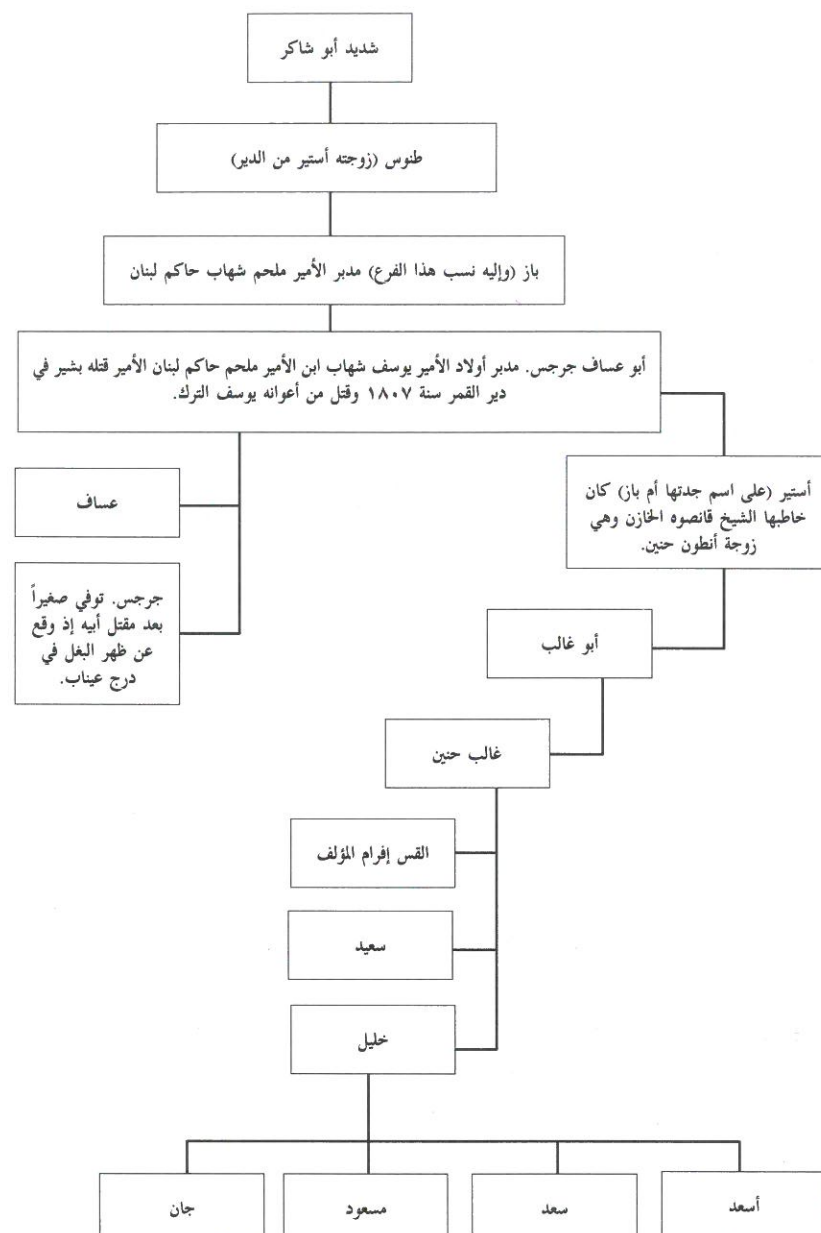 شديد أبو شاكر
طنوس (زوجته أستير من الدير)
باز (وإليه نسب هذا الفرع) مدبر الأمير ملحم شهاب حاكم لبنان
أبو عساف جرجس. مدبر أولاد الأمير يوسف شهاب ابن الأمير ملحم حاكم لبنان الأمير قتله بشير في
دير القمر سنة ١٨٠٧ وقتل من أعوانه يوسف الترك.
أستير (على اسم جدتها أم باز) كان
خاطبها الشيخ قانصوه الخازن وهي
زوجة أنطون حنين.
عساف
جرجس. توفي صغيراً
بعد مقتل أبيه إذ وقع
عن ظهر البغل في
درج عيناب.
أبو غالب
غالب حنين
القس إفرام المؤلف
سعيد
خليل
أسعد
سعد
مسعود
جان